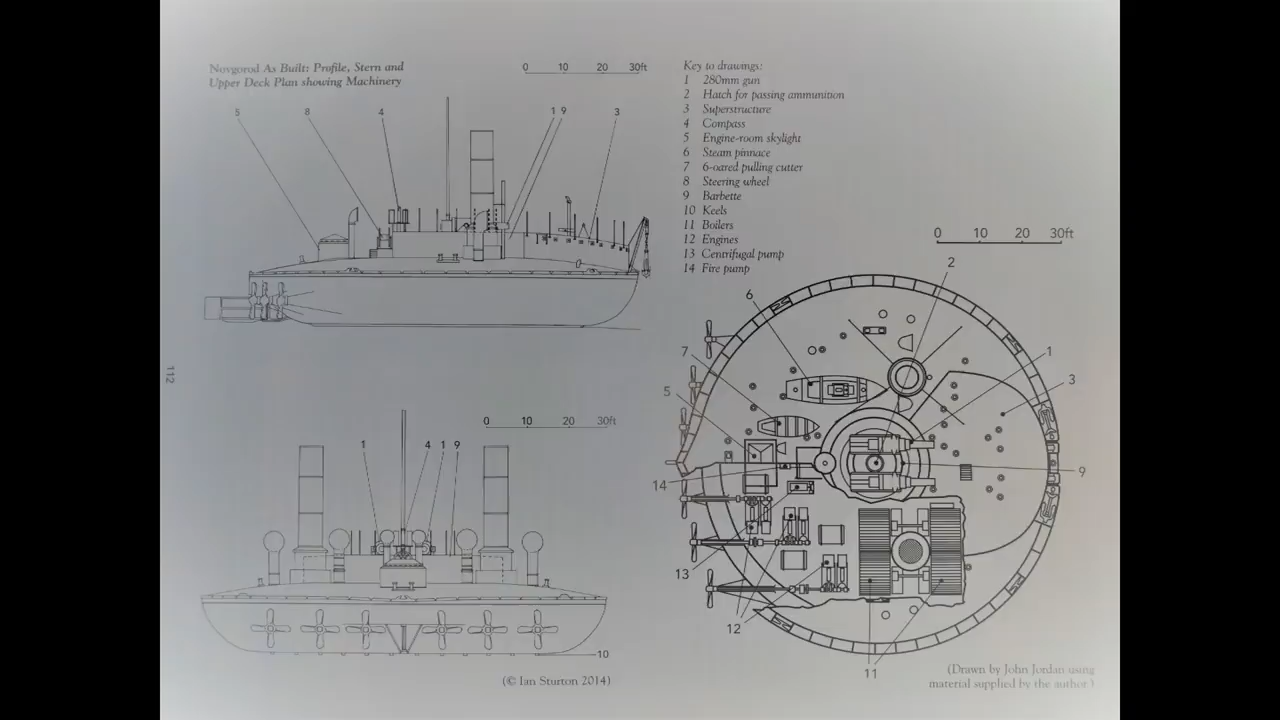 Novgorod As Built: Profile, Stern and
Upper Deck Plan showing Machinery
0 10 20 30ft
5 8 4 1 9 3
Key to drawings:
1 280mm gun
2 Hatch for passing ammunition
3 Superstructure
4 Compass
5 Engine-room skylight
6 Steam pinnace
7 6-oared pulling cutter
8 Steering wheel
9 Barbette
10 Keels
11 Boilers
12 Engines
13 Centrifugal pump
14 Fire pump
0 10 20 30ft
2
6
7
1
5
3
14
9
13
12
11
112
0 10 20 30ft
1 4 1 9
10
(© Ian Sturton 2014)
(Drawn by John Jordan using
material supplied by the author.)